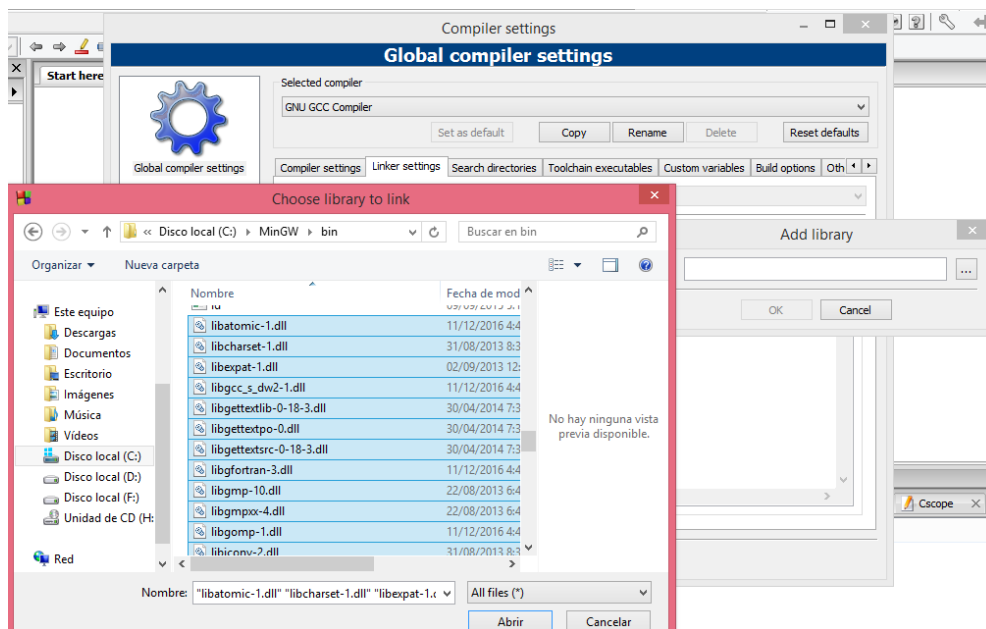 Compiler settings
Global compiler settings
Start here
Selected compiler
GNU GCC Compiler
Set as default Copy Rename Delete Reset defaults
Global compiler settings
Compiler settings Linker settings Search directories Toolchain executables Custom variables Build options Oth
Choose library to link
« Disco local (C:) MinGW bin
Buscar en bin
Add library
...
OK Cancel
Organizar Nueva carpeta
Nombre Fecha de mod
Este equipo
Descargas
Documentos
Escritorio
Imágenes
Música
Vídeos
Disco local (C:)
Disco local (D:)
Disco local (F:)
Unidad de CD (H:
Red
libatomic-1.dll 11/12/2016 4:4
libcharset-1.dll 31/08/2013 8:3
libexpat-1.dll 02/09/2013 12:
libgcc_s_dw2-1.dll 11/12/2016 4:4
libgettextlib-0-18-3.dll 30/04/2014 7:3
libgettextpo-0.dll 30/04/2014 7:3
libgettextsrc-0-18-3.dll 30/04/2014 7:3
libgfortran-3.dll 11/12/2016 4:4
libgmp-10.dll 22/08/2013 6:4
libgmpxx-4.dll 22/08/2013 6:4
libgomp-1.dll 11/12/2016 4:4
libiconv-2.dll 31/08/2013 8:3
No hay ninguna vista
previa disponible.
Cscope
Nombre: "libatomic-1.dll" "libcharset-1.dll" "libexpat-1.c
All files (*)
Abrir Cancelar